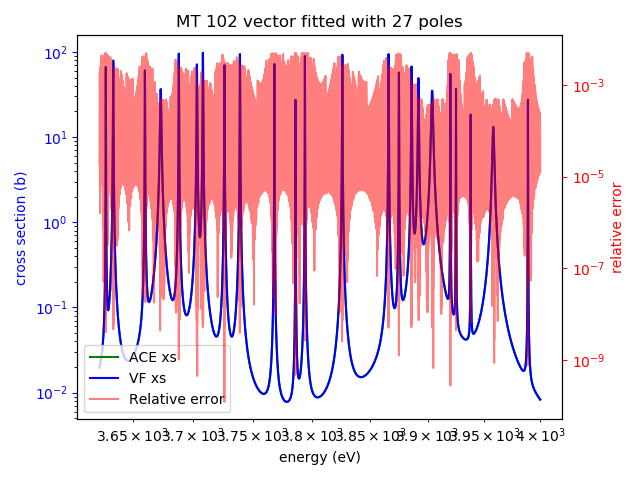 MT 102 vector fitted with 27 poles
cross section (b)
10²
10¹
10⁰
10⁻¹
10⁻²
relative error
10⁻³
10⁻⁵
10⁻⁷
10⁻⁹
ACE xs
VF xs
Relative error
3.65×10³ 3.7×10³ 3.75×10³ 3.8×10³ 3.85×10³ 3.9×10³ 3.95×10³ 4×10³
energy (eV)